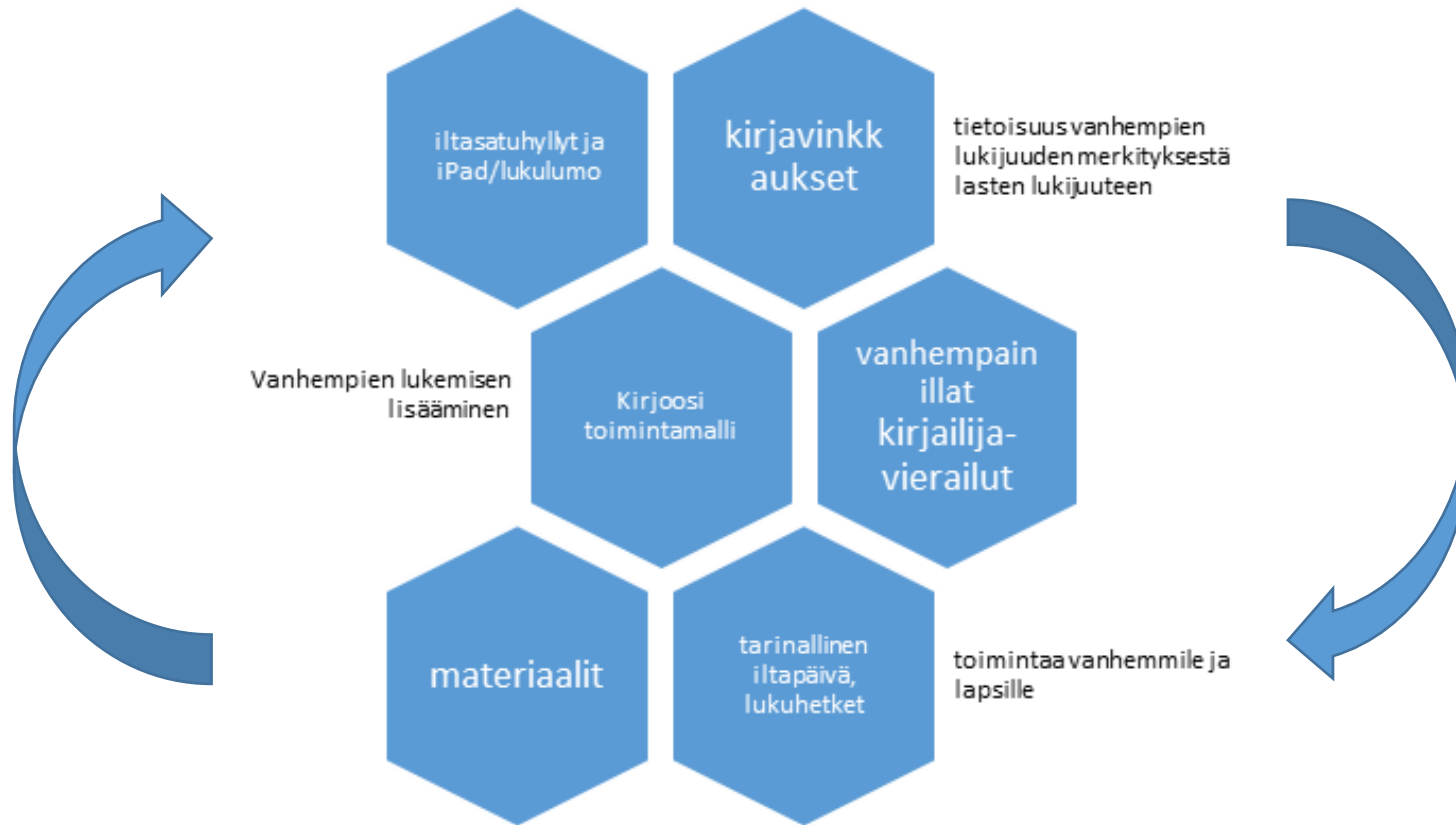 iltasatuhyllyt ja
iPad/lukulumo
kirjavinkk
aukset
tietoisuus vanhempien
lukijuuden merkityksestä
lasten lukijuuteen
Vanhempien lukemisen
lisääminen
Kirjoosi
toimintamalli
vanhempain
illat
kirjailija-
vierailut
materiaalit
tarinallinen
iltapäivä,
lukuhetket
toimintaa vanhemmile ja
lapsille